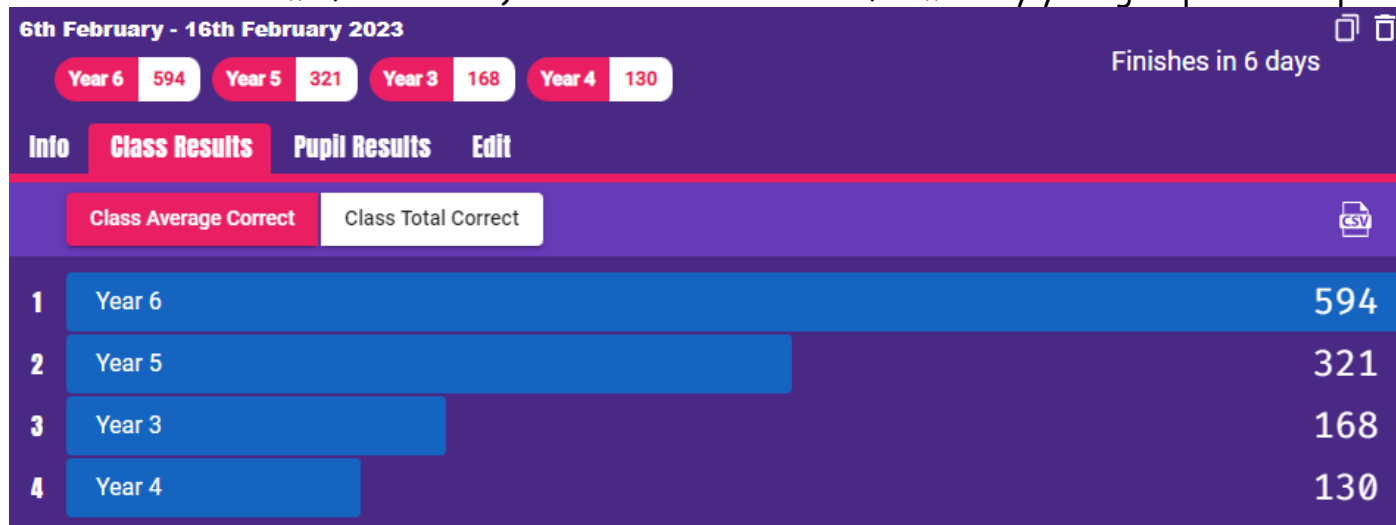 6th February - 16th February 2023
Finishes in 6 days
Year 6 594 Year 5 321 Year 3 168 Year 4 130
Info Class Results Pupil Results Edit
Class Average Correct Class Total Correct
CSV
1 Year 6 594
2 Year 5 321
3 Year 3 168
4 Year 4 130